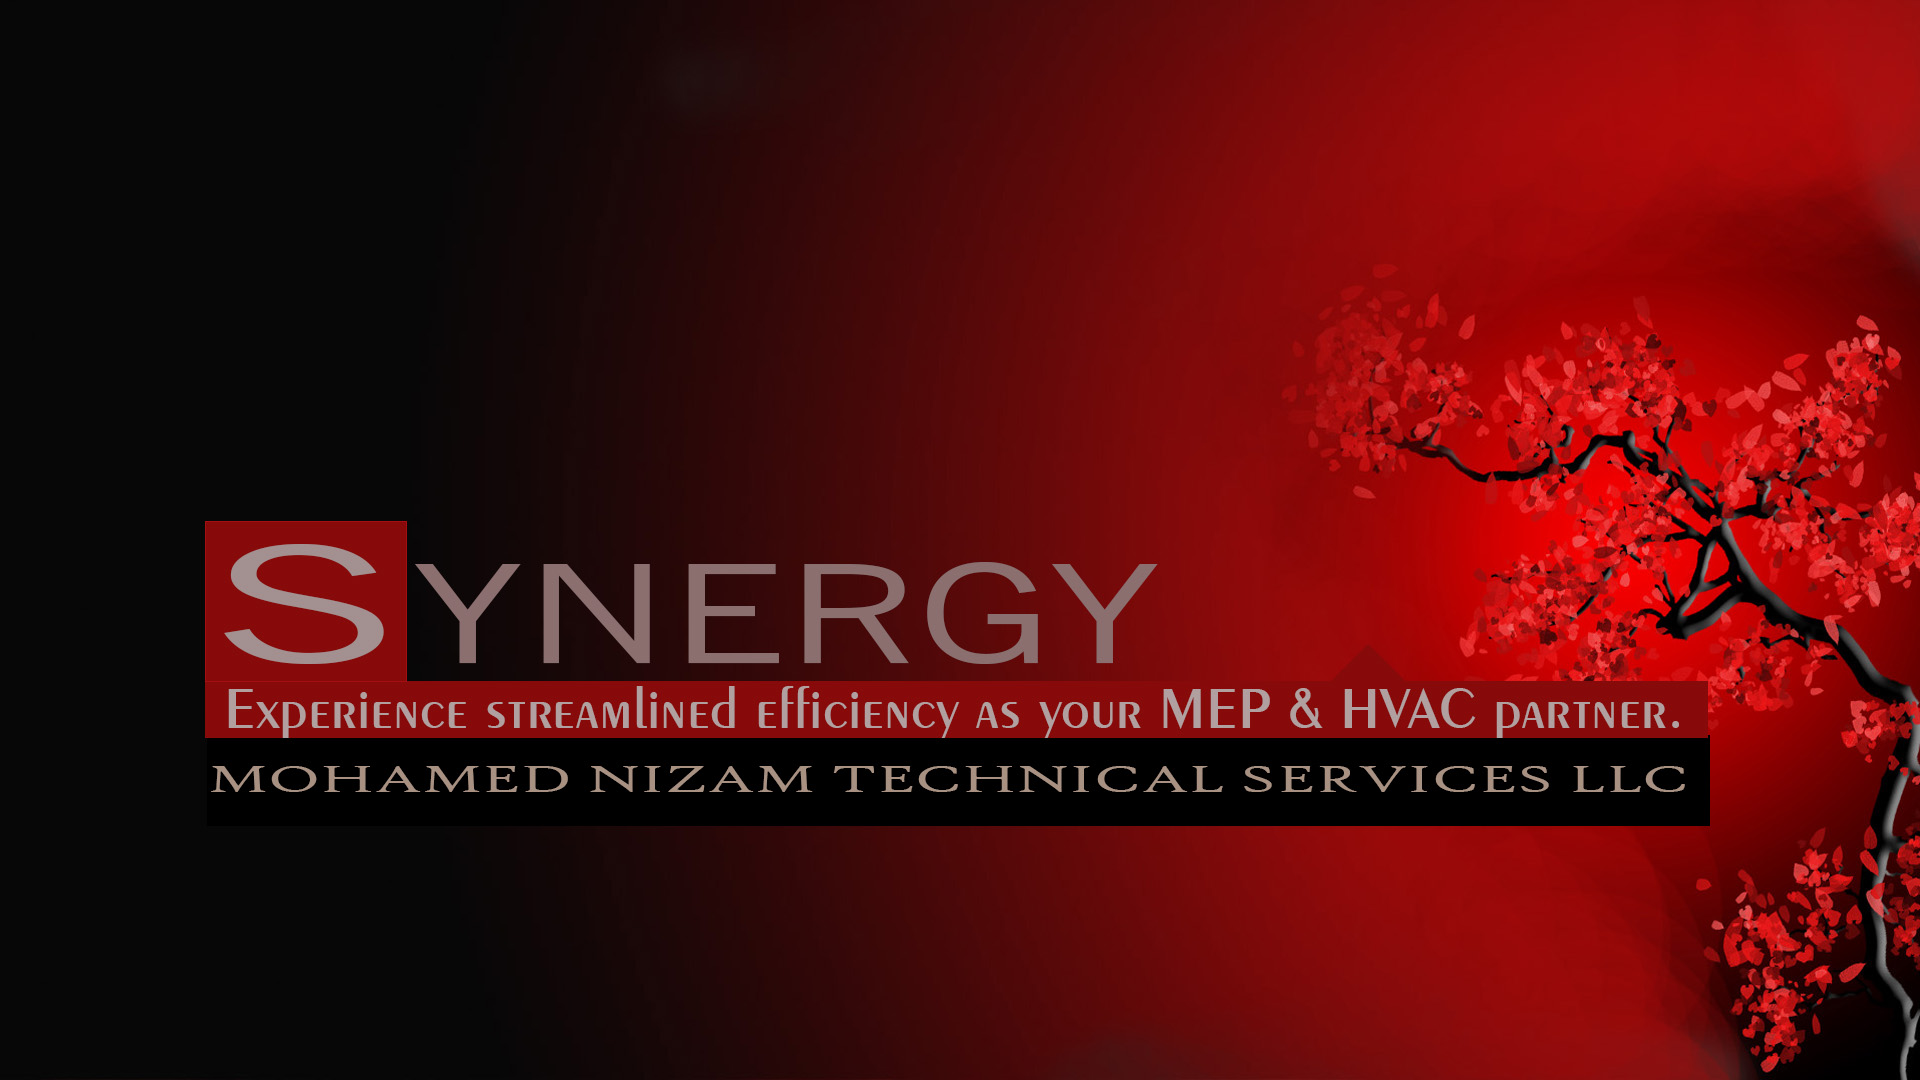 SYNERGY
Experience streamlined efficiency as your MEP & HVAC partner.
MOHAMED NIZAM TECHNICAL SERVICES LLC